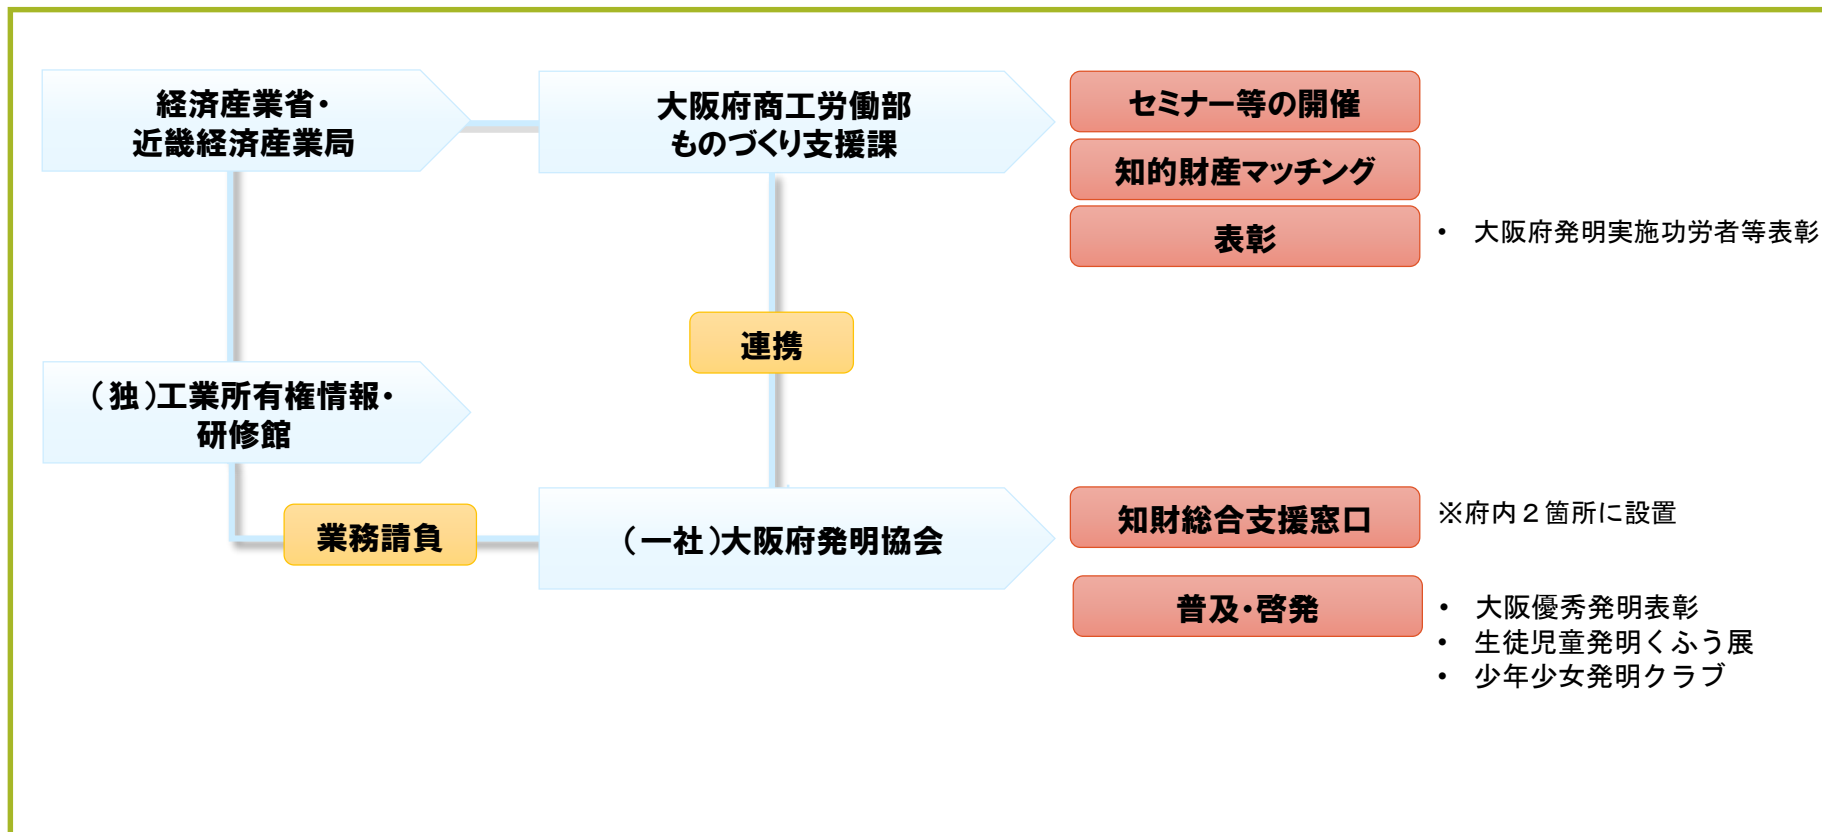 経済産業省・
近畿経済産業局
大阪府商工労働部
ものづくり支援課
セミナー等の開催
知的財産マッチング
表彰
• 大阪府発明実施功労者等表彰
連携
（独）工業所有権情報・
研修館
業務請負
（一社）大阪府発明協会
知財総合支援窓口
※府内２箇所に設置
普及・啓発
• 大阪優秀発明表彰
• 生徒児童発明くふう展
• 少年少女発明クラブ